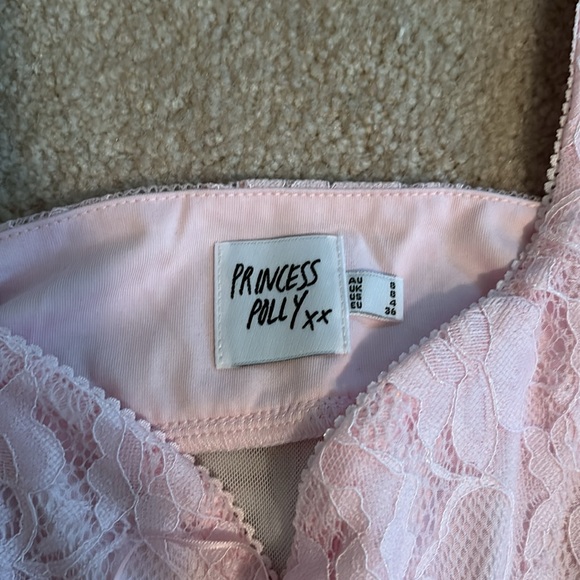 PRINCESS
POLLY xx
AU 8
UK 8
US 4
EU 36